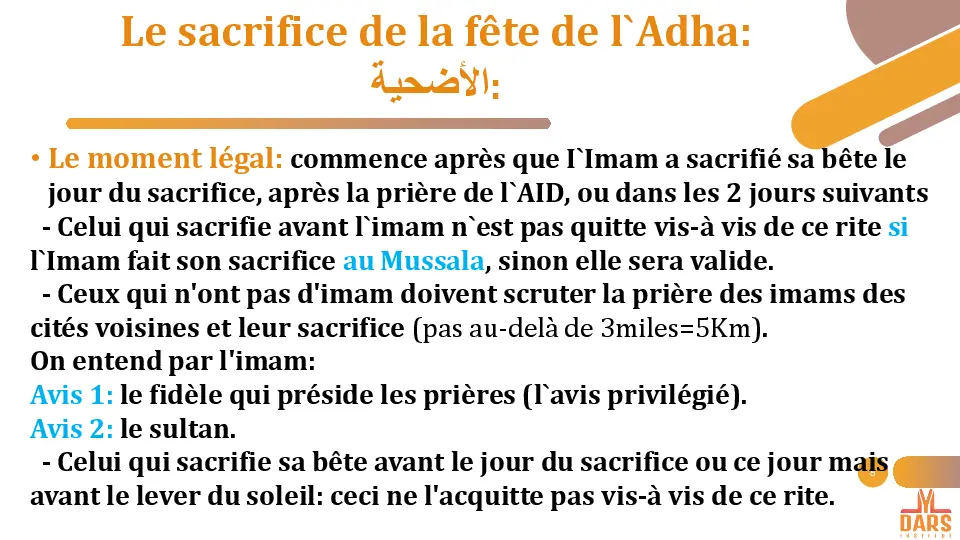 Le sacrifice de la fête de l`Adha:
الأضحية:
• Le moment légal: commence après que I`Imam a sacrifié sa bête le
jour du sacrifice, après la prière de l`AID, ou dans les 2 jours suivants
- Celui qui sacrifie avant l`imam n`est pas quitte vis-à vis de ce rite si
l`Imam fait son sacrifice au Mussala, sinon elle sera valide.
- Ceux qui n'ont pas d'imam doivent scruter la prière des imams des
cités voisines et leur sacrifice (pas au-delà de 3miles=5Km).
On entend par l'imam:
Avis 1: le fidèle qui préside les prières (l`avis privilégié).
Avis 2: le sultan.
- Celui qui sacrifie sa bête avant le jour du sacrifice ou ce jour mais
avant le lever du soleil: ceci ne l'acquitte pas vis-à vis de ce rite.
DARS
INSTITUT